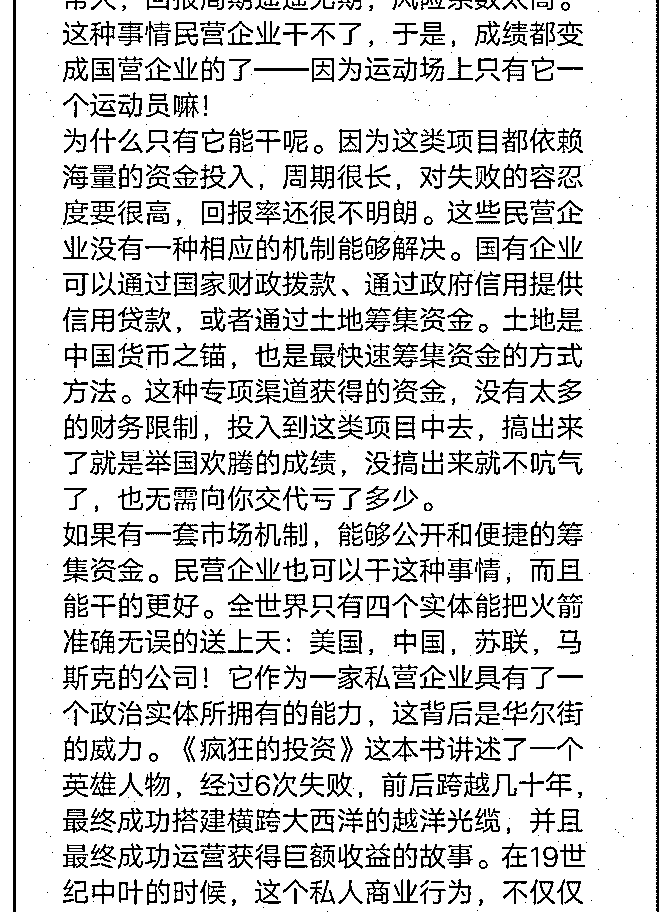 常大，回报周期遥遥无期，风险系数太高。
这种事情民营企业干不了，于是，成绩都变
成国营企业的了——因为运动场上只有它一
个运动员嘛！
为什么只有它能干呢。因为这类项目都依赖
海量的资金投入，周期很长，对失败的容忍
度要很高，回报率还很不明朗。这些民营企
业没有一种相应的机制能够解决。国有企业
可以通过国家财政拨款、通过政府信用提供
信用贷款，或者通过土地筹集资金。土地是
中国货币之锚，也是最快速筹集资金的方式
方法。这种专项渠道获得的资金，没有太多
的财务限制，投入到这类项目中去，搞出来
了就是举国欢腾的成绩，没搞出来就不吭气
了，也无需向你交代亏了多少。
如果有一套市场机制，能够公开和便捷的筹
集资金。民营企业也可以干这种事情，而且
能干的更好。全世界只有四个实体能把火箭
准确无误的送上天：美国，中国，苏联，马
斯克的公司！它作为一家私营企业具有了一
个政治实体所拥有的能力，这背后是华尔街
的威力。《疯狂的投资》这本书讲述了一个
英雄人物，经过6次失败，前后跨越几十年，
最终成功搭建横跨大西洋的越洋光缆，并且
最终成功运营获得巨额收益的故事。在19世
纪中叶的时候，这个私人商业行为，不仅仅